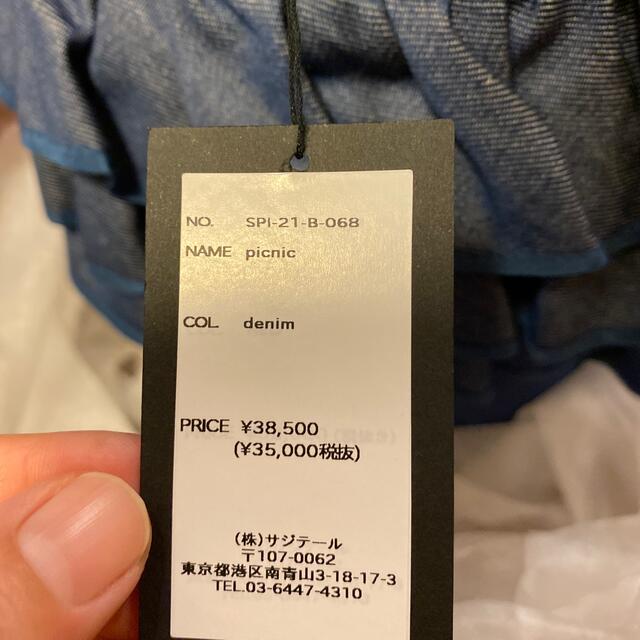 NO. SPI-21-B-068
NAME picnic
COL. denim
PRICE ¥38,500
(¥35,000税抜)
(株)サジテール
〒107-0062
東京都港区南青山3-18-17-3
TEL.03-6447-4310